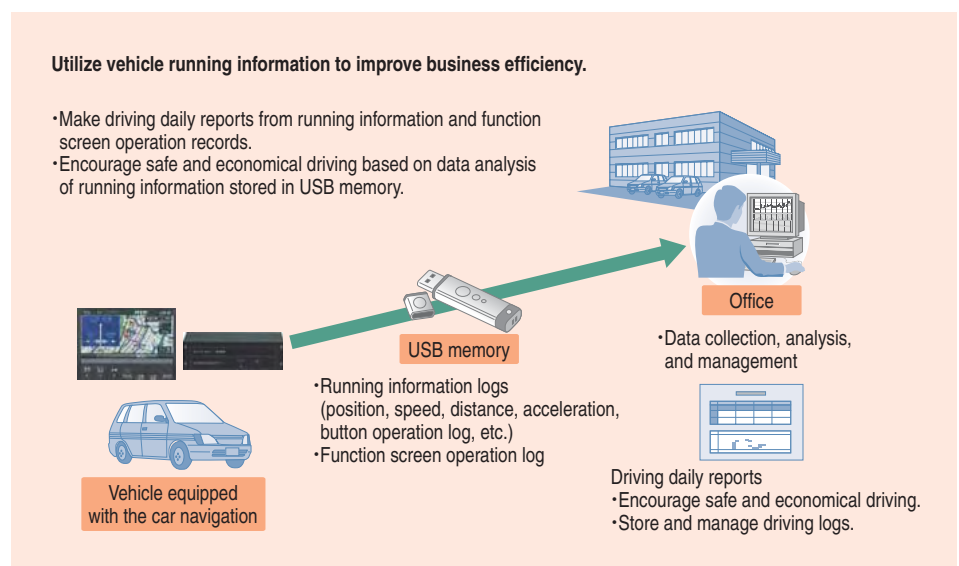 Utilize vehicle running information to improve business efficiency.
・Make driving daily reports from running information and function
screen operation records.
・Encourage safe and economical driving based on data analysis
of running information stored in USB memory.
Office
USB memory
・Data collection, analysis,
and management
・Running information logs
(position, speed, distance, acceleration,
button operation log, etc.)
・Function screen operation log
Vehicle equipped
with the car navigation
Driving daily reports
・Encourage safe and economical driving.
・Store and manage driving logs.